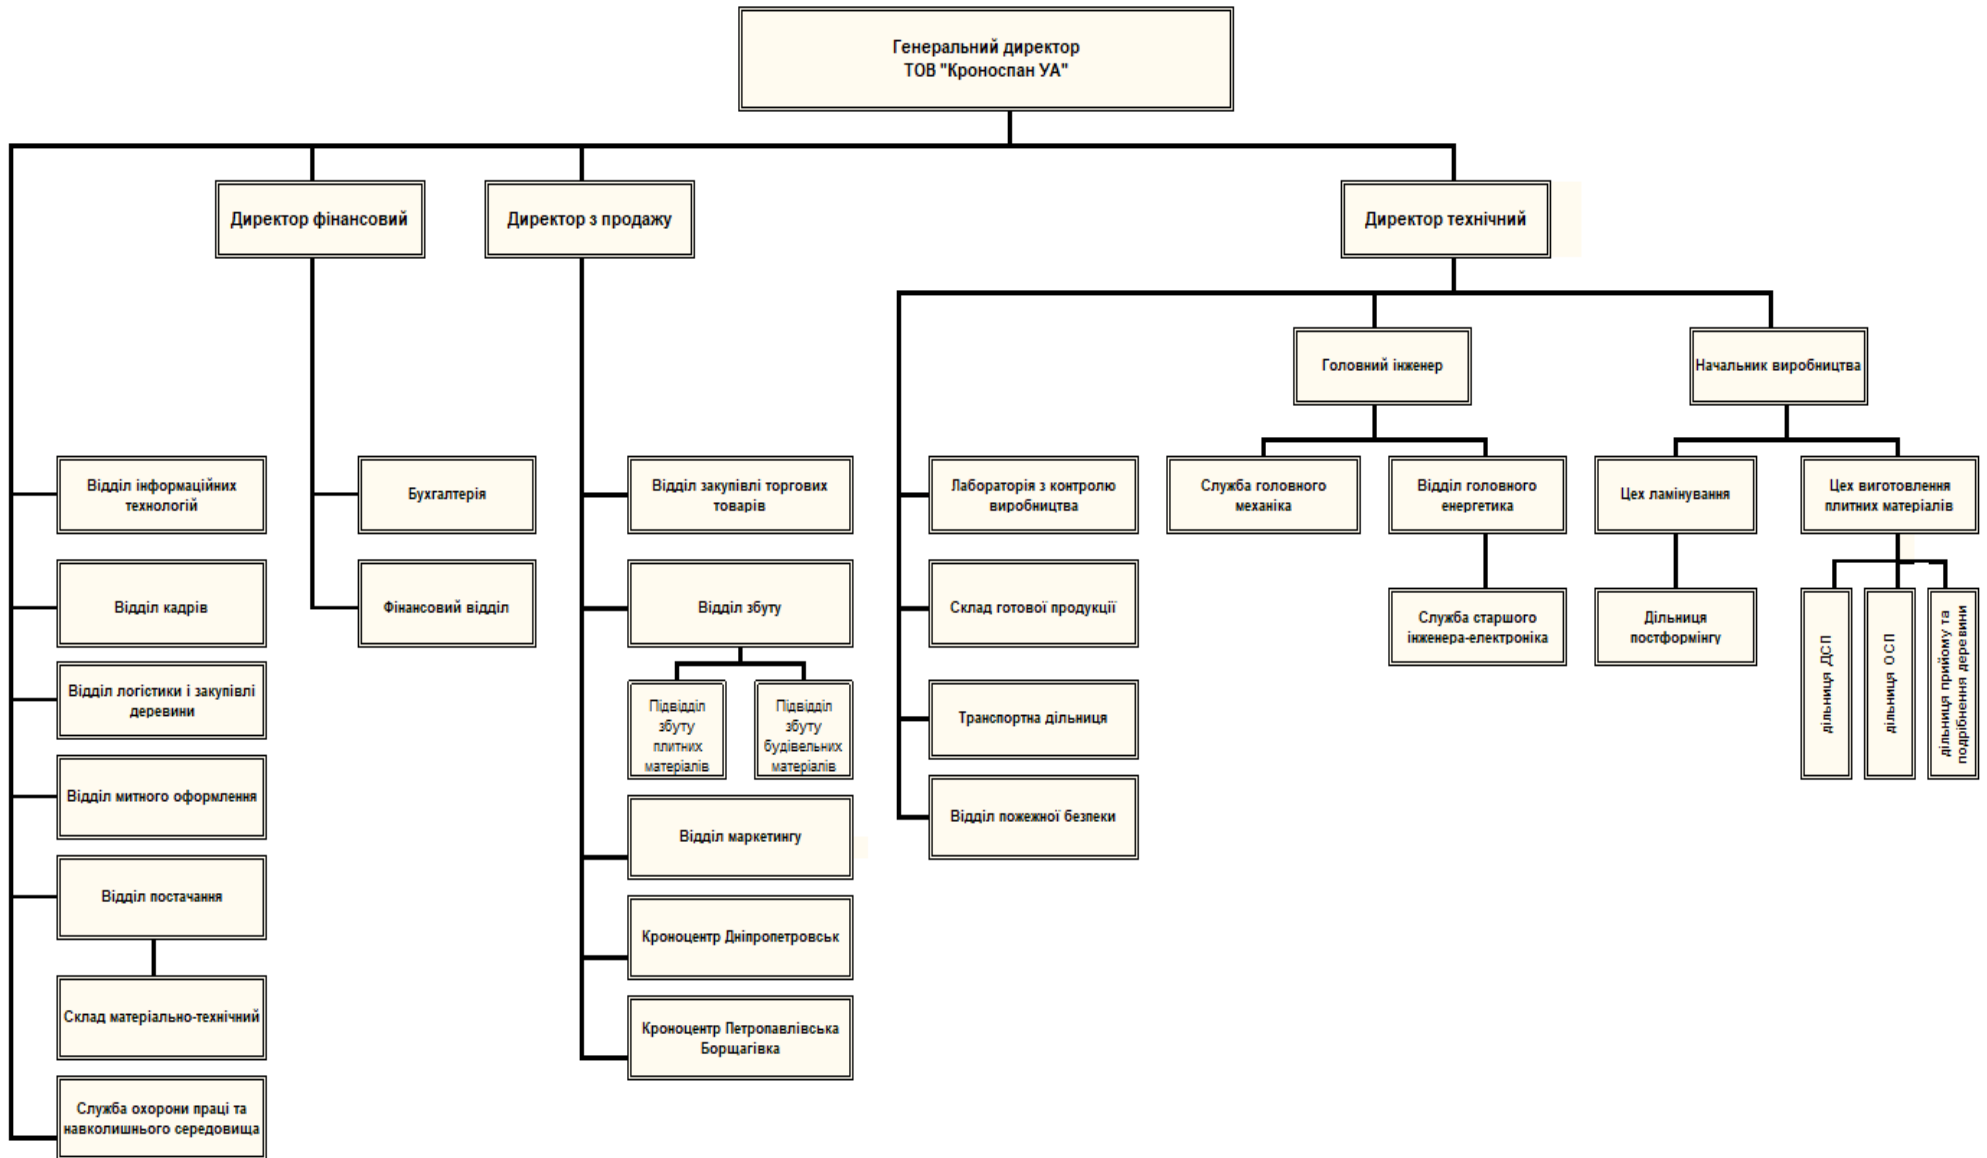 Генеральний директор
ТОВ "Кроноспан УА"
Директор фінансовий
Директор з продажу
Директор технічний
Головний інженер
Начальник виробництва
Відділ інформаційних
технологій
Бухгалтерія
Відділ закупівлі торгових
товарів
Лабораторія з контролю
виробництва
Служба головного
механіка
Відділ головного
енергетика
Цех ламінування
Цех виготовлення
плитних матеріалів
Відділ кадрів
Фінансовий відділ
Відділ збуту
Склад готової продукції
Служба старшого
інженера-електроніка
Дільниця
постформінгу
дільниця ДСП
дільниця ОСП
дільниця прийому та
подрібнення деревини
Відділ логістики і закупівлі
деревини
Підвідділ
збуту
плитних
матеріалів
Підвідділ
збуту
будівельних
матеріалів
Транспортна дільниця
Відділ митного оформлення
Відділ маркетингу
Відділ пожежної безпеки
Відділ постачання
Кроноцентр Дніпропетровськ
Склад матеріально-технічний
Кроноцентр Петропавлівська
Борщагівка
Служба охорони праці та
навколишнього середовища